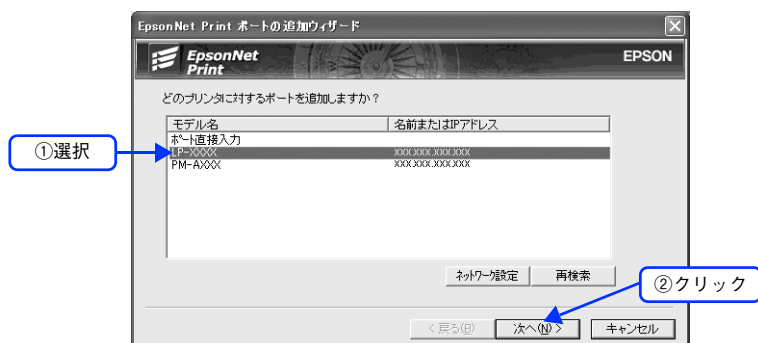 EpsonNet Print ポートの追加ウィザード
EpsonNet
Print
EPSON
どのプリンタに対するポートを追加しますか？
モデル名 名前またはIPアドレス
ポート直接入力
LP-XXXX XXX.XXX.XXX.XXX
PM-AXXX XXX.XXX.XXX.XXX
①選択
ネットワーク設定 再検索
②クリック
< 戻る(B) 次へ(N) > キャンセル